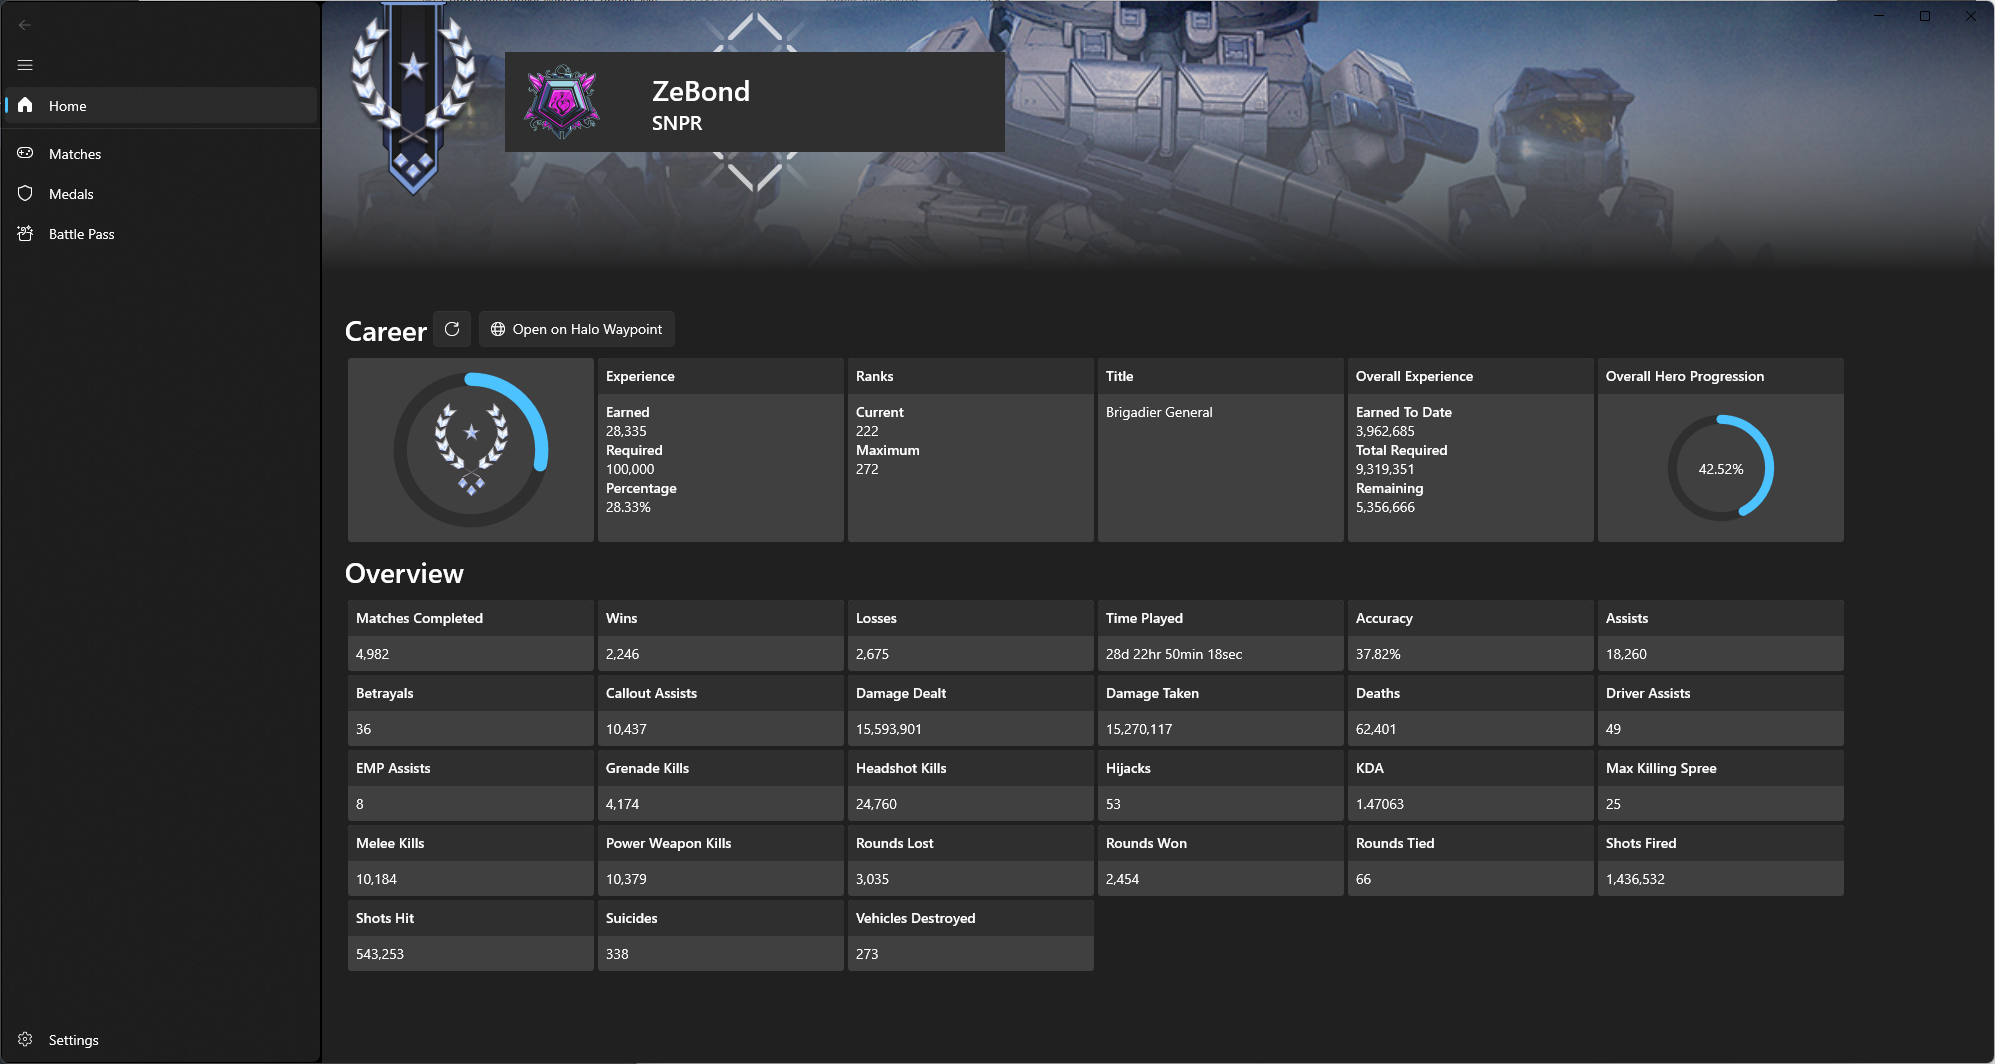 Home
Matches
Medals
Battle Pass
Settings
ZeBond
SNPR
Career
Open on Halo Waypoint
Experience
Earned
28,335
Required
100,000
Percentage
28.33%
Ranks
Current
222
Maximum
272
Title
Brigadier General
Overall Experience
Earned To Date
3,962,685
Total Required
9,319,351
Remaining
5,356,666
Overall Hero Progression
42.52%
Overview
Matches Completed
4,982
Wins
2,246
Losses
2,675
Time Played
28d 22hr 50min 18sec
Accuracy
37.82%
Assists
18,260
Betrayals
36
Callout Assists
10,437
Damage Dealt
15,593,901
Damage Taken
15,270,117
Deaths
62,401
Driver Assists
49
EMP Assists
8
Grenade Kills
4,174
Headshot Kills
24,760
Hijacks
53
KDA
1.47063
Max Killing Spree
25
Melee Kills
10,184
Power Weapon Kills
10,379
Rounds Lost
3,035
Rounds Won
2,454
Rounds Tied
66
Shots Fired
1,436,532
Shots Hit
543,253
Suicides
338
Vehicles Destroyed
273